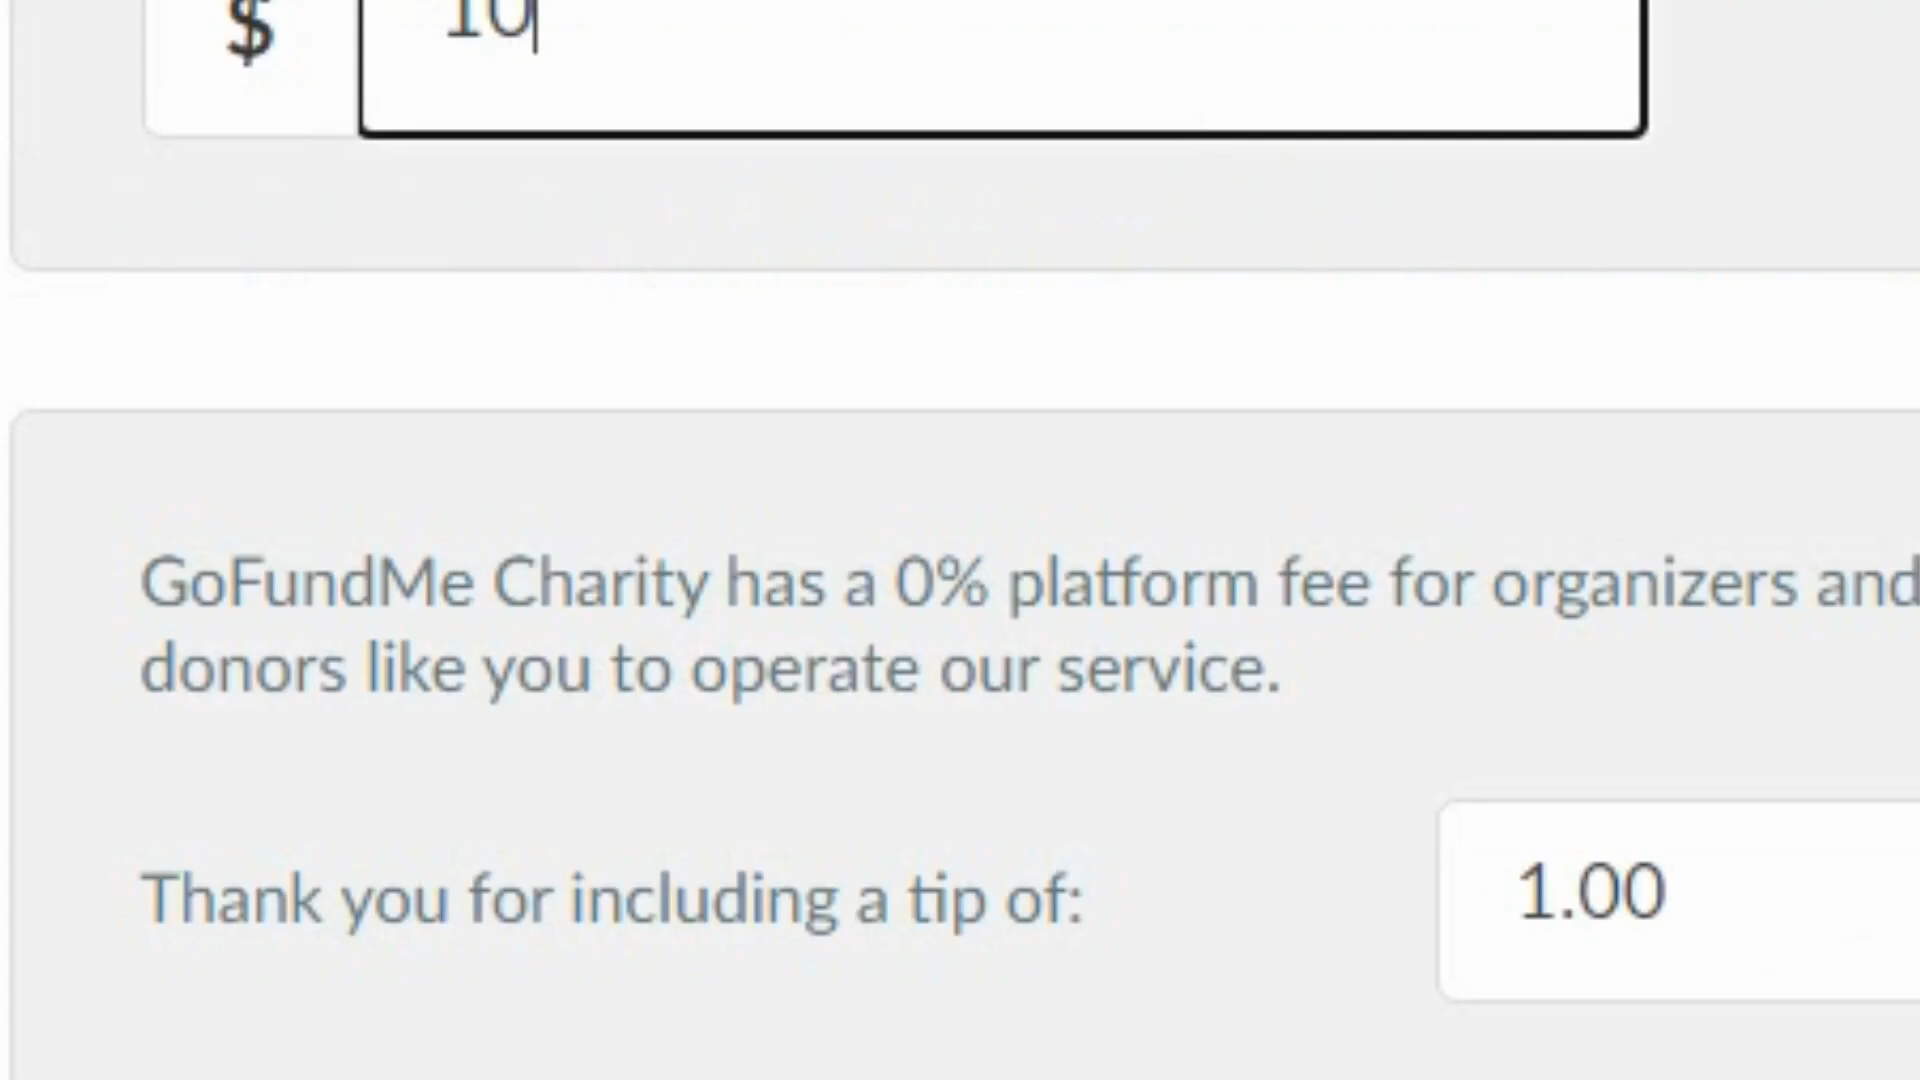 $ 10
GoFundMe Charity has a 0% platform fee for organizers and
donors like you to operate our service.
Thank you for including a tip of: 1.00